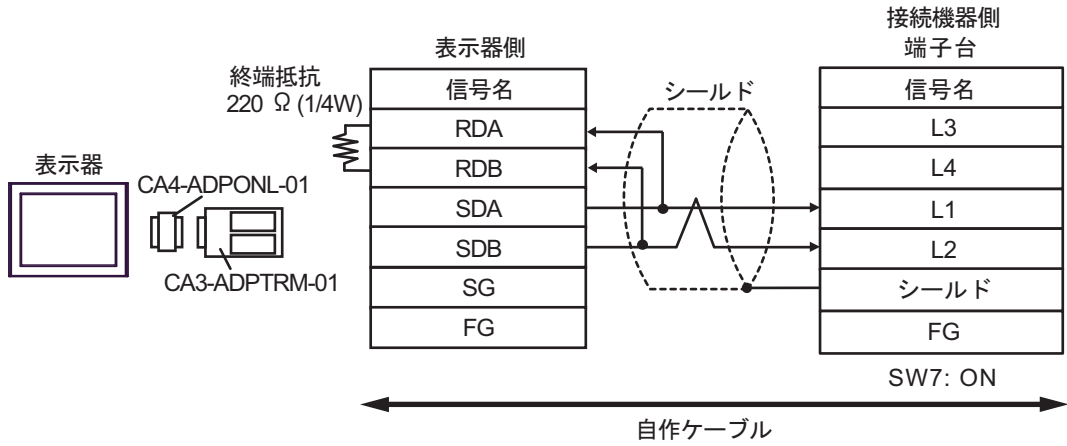 接続機器側
端子台
表示器側
終端抵抗
220 Ω (1/4W)
信号名
RDA
RDB
SDA
SDB
SG
FG
シールド
信号名
L3
L4
L1
L2
シールド
FG
表示器
CA4-ADPONL-01
CA3-ADPTRM-01
SW7: ON
自作ケーブル